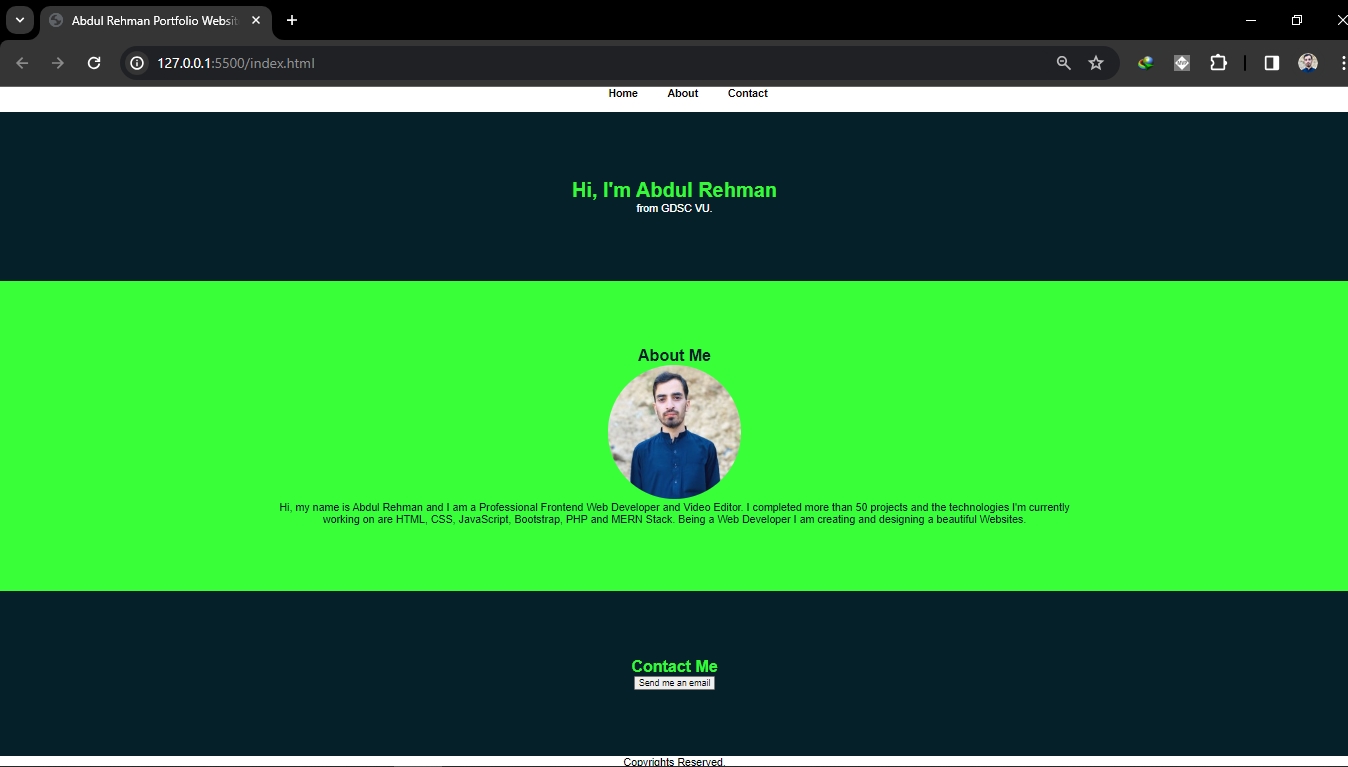 Abdul Rehman Portfolio Websit
127.0.0.1:5500/index.html
Home About Contact
Hi, I'm Abdul Rehman
from GDSC VU.
About Me
Hi, my name is Abdul Rehman and I am a Professional Frontend Web Developer and Video Editor. I completed more than 50 projects and the technologies I'm currently
working on are HTML, CSS, JavaScript, Bootstrap, PHP and MERN Stack. Being a Web Developer I am creating and designing a beautiful Websites.
Contact Me
Send me an email
Copyrights Reserved.